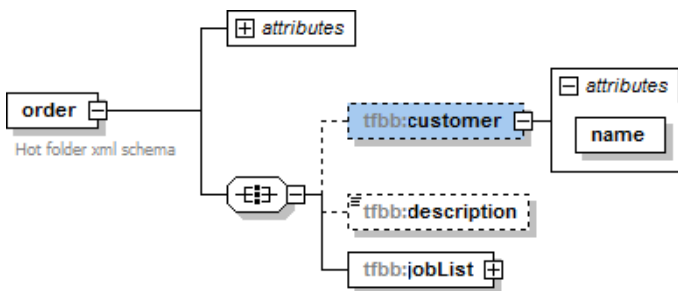 attributes
attributes
order
tfbb:customer
name
Hot folder xml schema
tfbb:description
tfbb:jobList